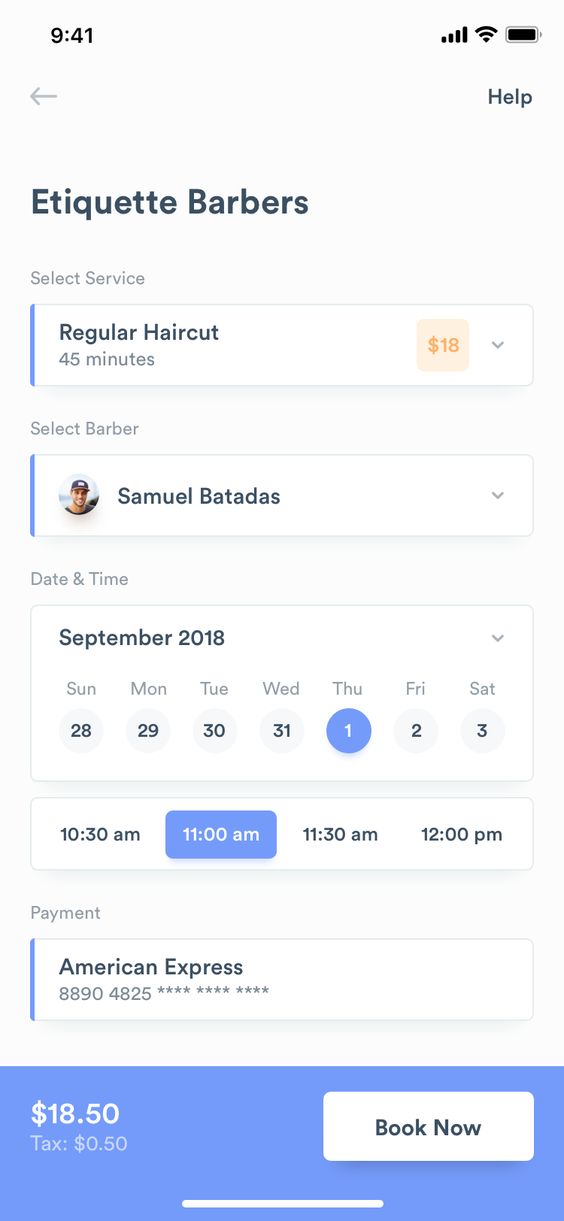 9:41
Help
Etiquette Barbers
Select Service
Regular Haircut
45 minutes
$18
Select Barber
Samuel Batadas
Date & Time
September 2018
Sun Mon Tue Wed Thu Fri Sat
28 29 30 31 1 2 3
10:30 am 11:00 am 11:30 am 12:00 pm
Payment
American Express
8890 4825 **** **** ****
$18.50
Tax: $0.50
Book Now